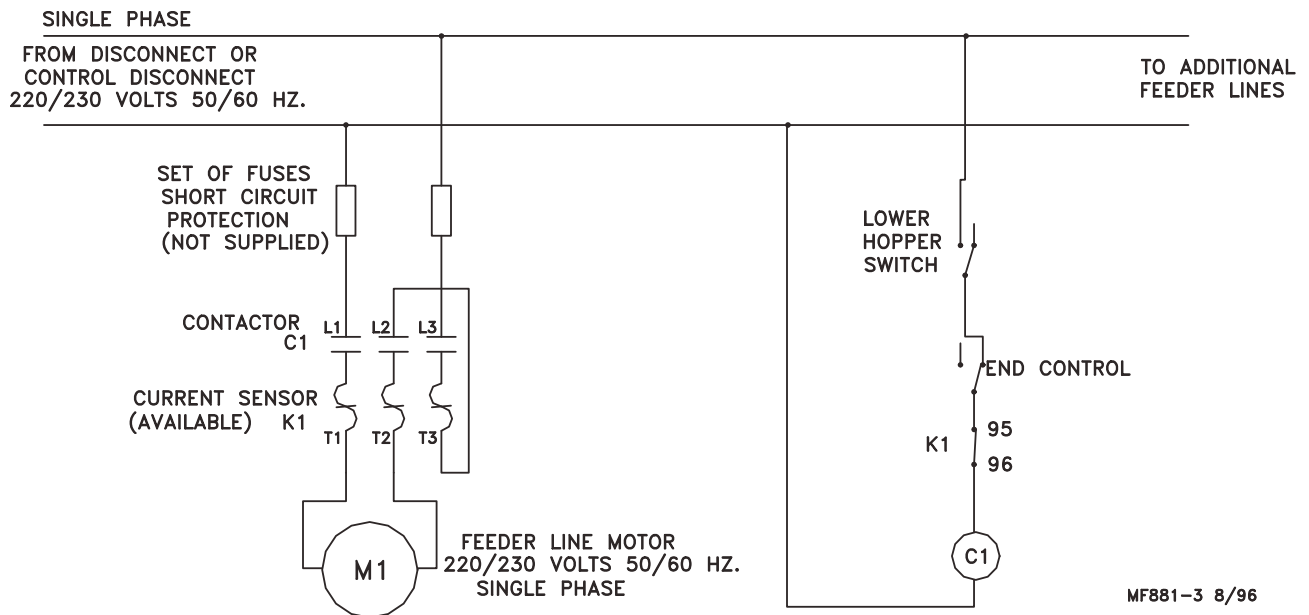 SINGLE PHASE
FROM DISCONNECT OR
CONTROL DISCONNECT
220/230 VOLTS 50/60 HZ.
TO ADDITIONAL
FEEDER LINES
SET OF FUSES
SHORT CIRCUIT
PROTECTION
(NOT SUPPLIED)
LOWER
HOPPER
SWITCH
CONTACTOR
C1
L1
L2
L3
END CONTROL
CURRENT SENSOR
(AVAILABLE) K1
T1
T2
T3
K1
95
96
M1
FEEDER LINE MOTOR
220/230 VOLTS 50/60 HZ.
SINGLE PHASE
C1
MF881-3 8/96